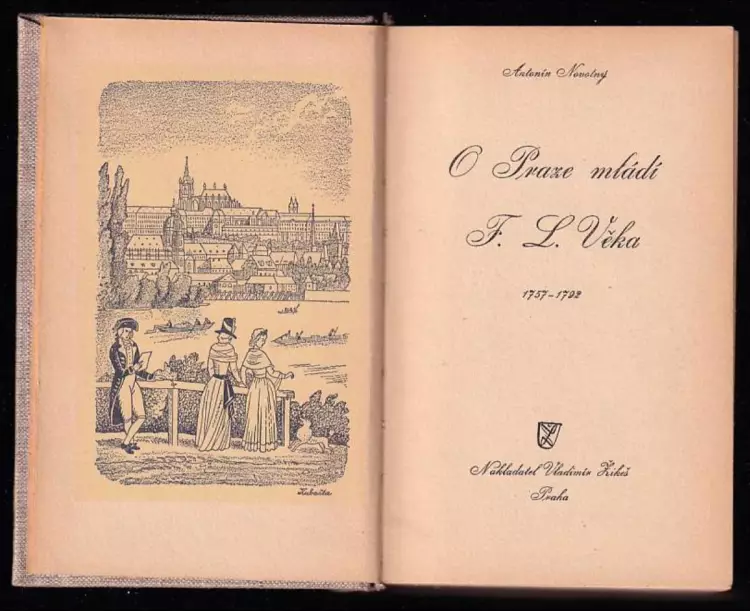 Kubašta
Antonín Novotný
O Praze mládí
F. L. Věka
1757–1792
Nakladatel Vladimír Žikeš
Praha